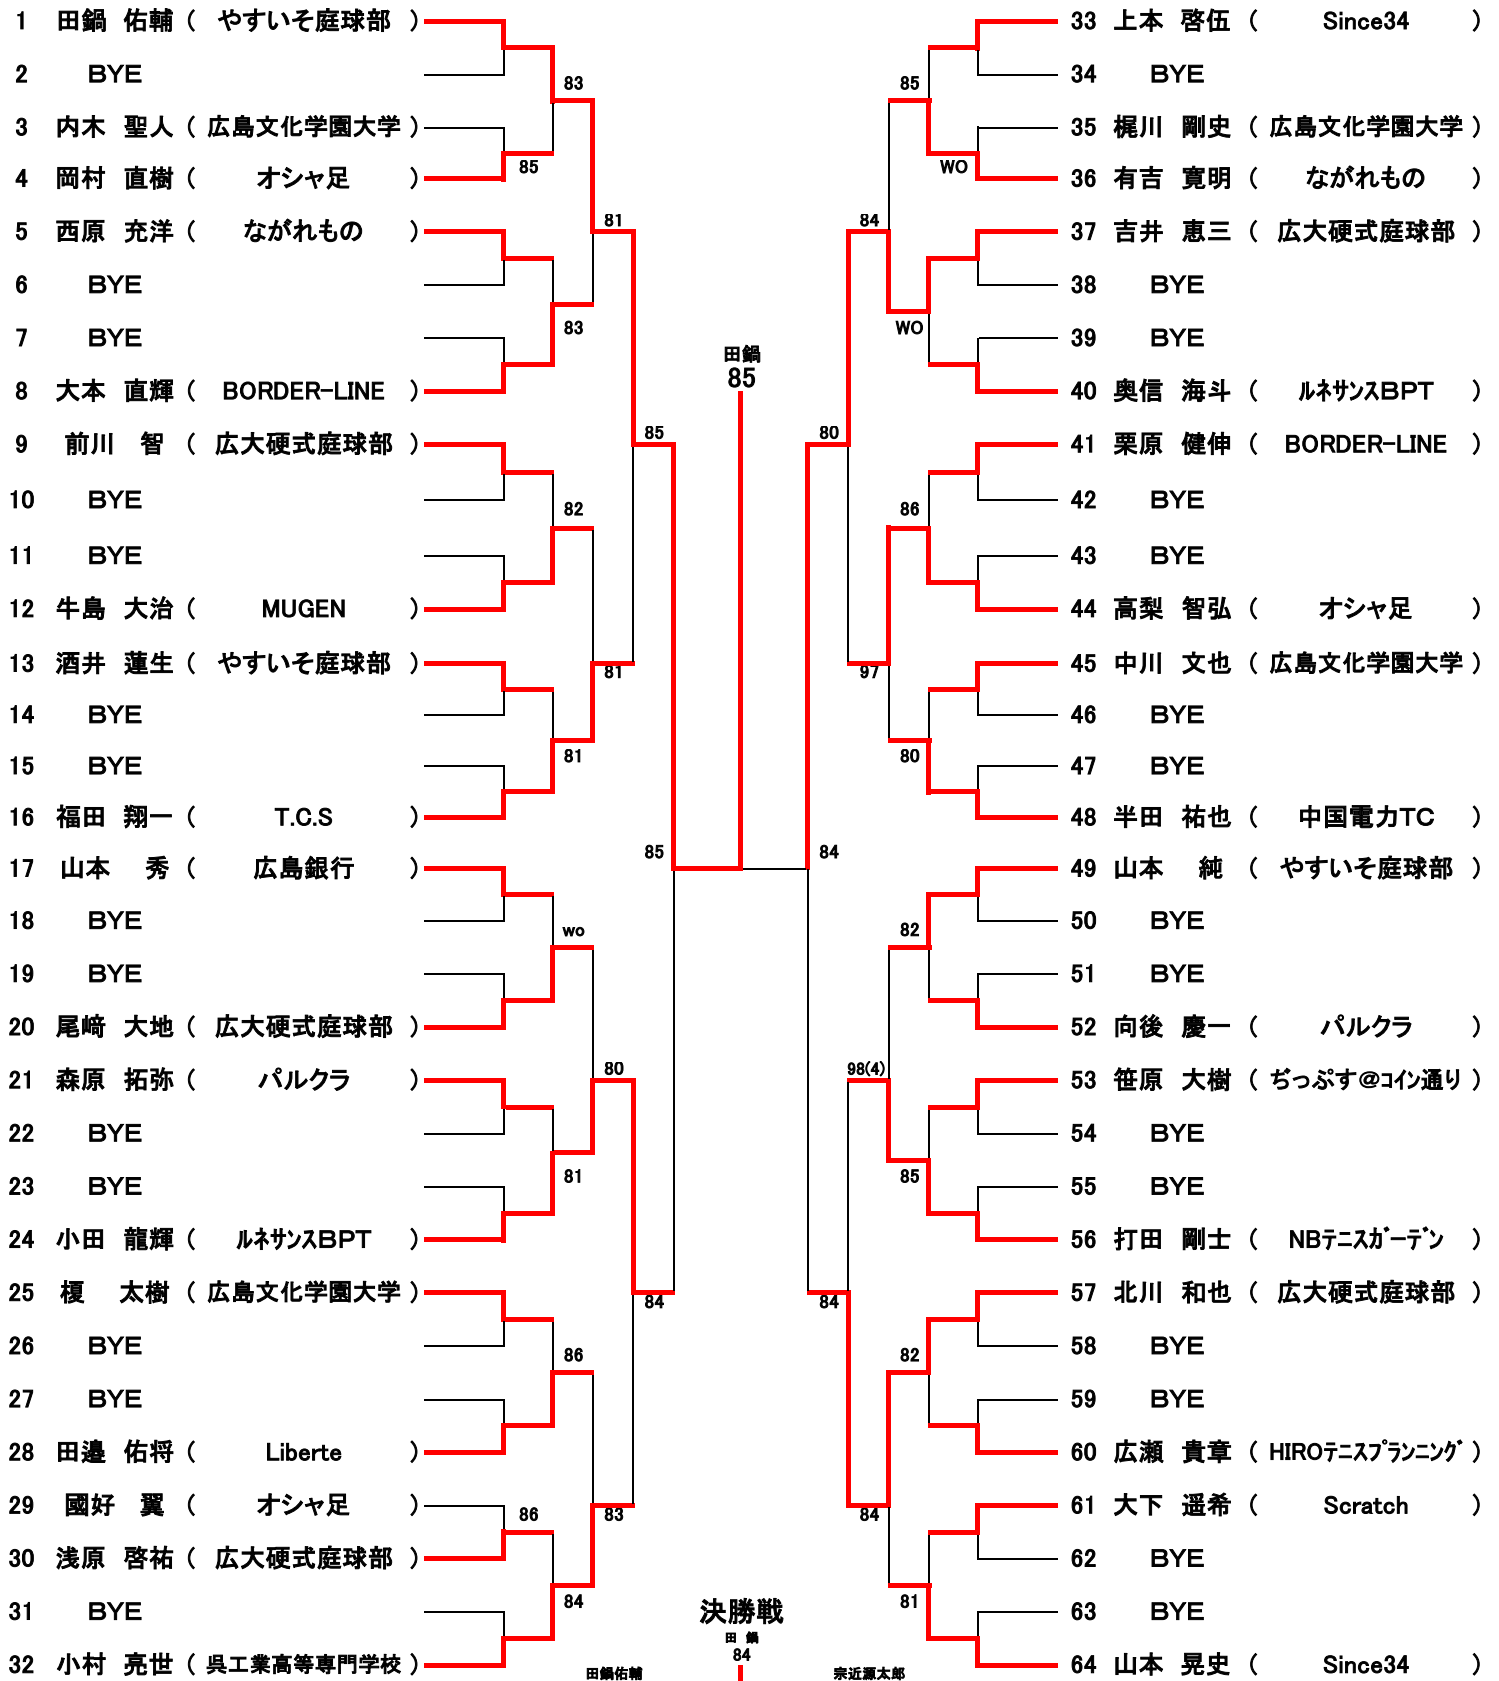 1 田鍋 佑輔 ( やすいそ庭球部 )
2 BYE
83
3 内木 聖人 ( 広島文化学園大学 )
85
4 岡村 直樹 ( オシャ足 )
81
5 西原 充洋 ( ながれもの )
6 BYE
83
7 BYE
8 大本 直輝 ( BORDER-LINE )
85
9 前川 智 ( 広大硬式庭球部 )
10 BYE
82
11 BYE
12 牛島 大治 ( MUGEN )
13 酒井 蓮生 ( やすいそ庭球部 )
81
14 BYE
81
15 BYE
16 福田 翔一 ( T.C.S )
85
17 山本 秀 ( 広島銀行 )
18 BYE
wo
19 BYE
20 尾﨑 大地 ( 広大硬式庭球部 )
80
21 森原 拓弥 ( パルクラ )
22 BYE
81
23 BYE
24 小田 龍輝 ( ルネサンスBPT )
25 榎 太樹 ( 広島文化学園大学 )
84
26 BYE
86
27 BYE
28 田邉 佑将 ( Liberte )
29 國好 翼 ( オシャ足 )
86
83
30 浅原 啓祐 ( 広大硬式庭球部 )
84
31 BYE
32 小村 亮世 ( 呉工業高等専門学校 )
田鍋
85
決勝戦
田 鍋
84
田鍋佑輔
宗近源太郎
33 上本 啓伍 ( Since34 )
34 BYE
85
35 梶川 剛史 ( 広島文化学園大学 )
WO
36 有吉 寛明 ( ながれもの )
84
37 吉井 恵三 ( 広大硬式庭球部 )
38 BYE
WO
39 BYE
40 奥信 海斗 ( ルネサンスBPT )
80
41 栗原 健伸 ( BORDER-LINE )
42 BYE
86
43 BYE
44 高梨 智弘 ( オシャ足 )
45 中川 文也 ( 広島文化学園大学 )
97
46 BYE
80
47 BYE
48 半田 祐也 ( 中国電力TC )
84
49 山本 純 ( やすいそ庭球部 )
50 BYE
82
51 BYE
52 向後 慶一 ( パルクラ )
98(4)
53 笹原 大樹 ( ぢっぷす@コイン通り )
54 BYE
85
55 BYE
56 打田 剛士 ( NBテニスガーデン )
57 北川 和也 ( 広大硬式庭球部 )
84
58 BYE
82
59 BYE
60 広瀬 貴章 ( HIROテニスプランニング )
61 大下 遥希 ( Scratch )
84
62 BYE
81
63 BYE
64 山本 晃史 ( Since34 )